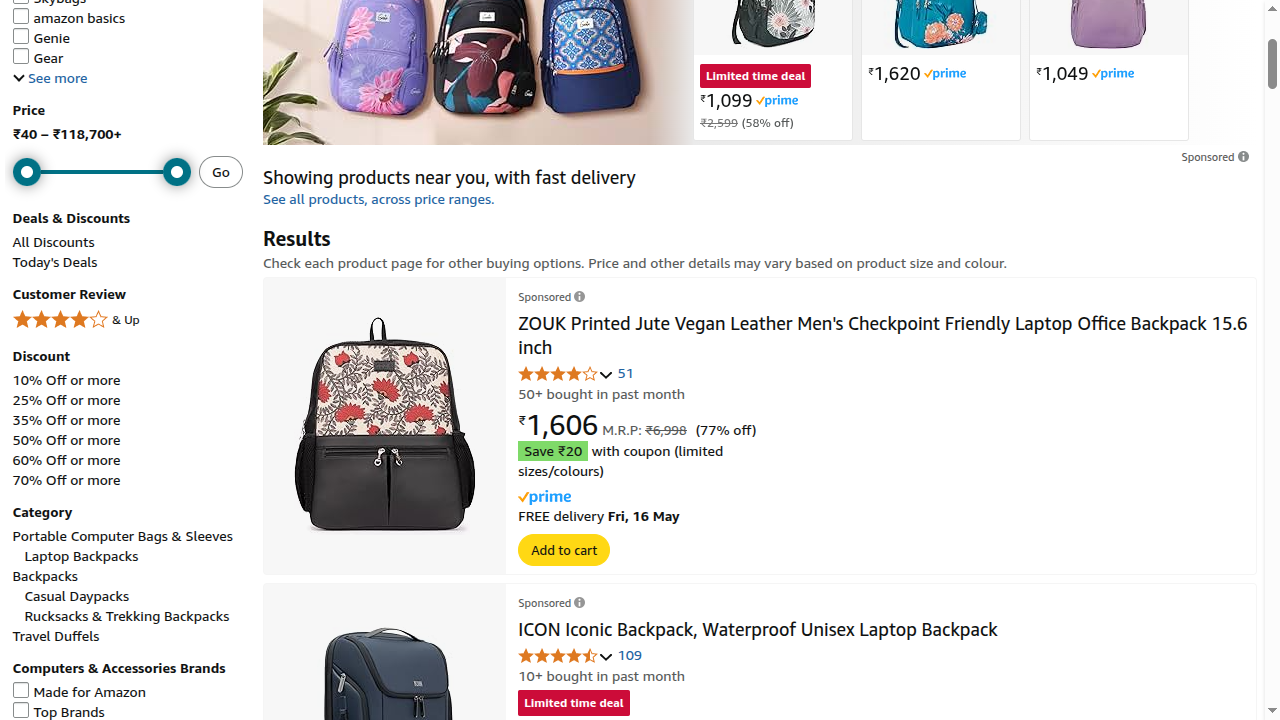 amazon basics
Genie
Gear
See more
Price
₹40 – ₹118,700+
Go
Deals & Discounts
All Discounts
Today's Deals
Customer Review
& Up
Discount
10% Off or more
25% Off or more
35% Off or more
50% Off or more
60% Off or more
70% Off or more
Category
Portable Computer Bags & Sleeves
Laptop Backpacks
Backpacks
Casual Daypacks
Rucksacks & Trekking Backpacks
Travel Duffels
Computers & Accessories Brands
Made for Amazon
Top Brands
Limited time deal
₹1,099 prime
₹2,599 (58% off)
₹1,620 prime
₹1,049 prime
Sponsored
Showing products near you, with fast delivery
See all products, across price ranges.
Results
Check each product page for other buying options. Price and other details may vary based on product size and colour.
Sponsored
ZOUK Printed Jute Vegan Leather Men's Checkpoint Friendly Laptop Office Backpack 15.6
inch
51
50+ bought in past month
₹1,606 M.R.P: ₹6,998 (77% off)
Save ₹20 with coupon (limited
sizes/colours)
prime
FREE delivery Fri, 16 May
Add to cart
Sponsored
ICON Iconic Backpack, Waterproof Unisex Laptop Backpack
109
10+ bought in past month
Limited time deal